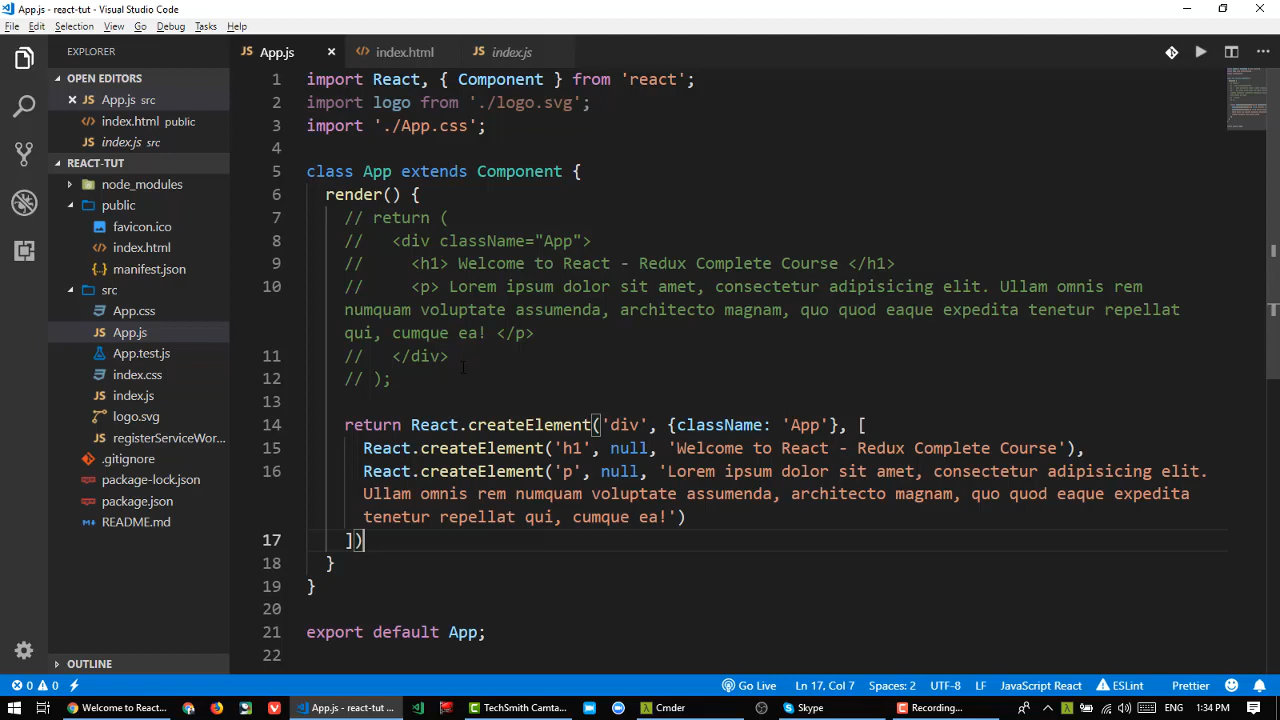 App.js - react-tut - Visual Studio Code
File Edit Selection View Go Debug Tasks Help
EXPLORER
OPEN EDITORS
App.js src
index.html public
index.js src
REACT-TUT
node_modules
public
favicon.ico
index.html
manifest.json
src
App.css
App.js
App.test.js
index.css
index.js
logo.svg
registerServiceWor...
.gitignore
package-lock.json
package.json
README.md
OUTLINE
App.js index.html index.js
1 import React, { Component } from 'react';
2 import logo from './logo.svg';
3 import './App.css';
4
5 class App extends Component {
6 render() {
7 // return (
8 // <div className="App">
9 // <h1> Welcome to React - Redux Complete Course </h1>
10 // <p> Lorem ipsum dolor sit amet, consectetur adipisicing elit. Ullam omnis rem
numquam voluptate assumenda, architecto magnam, quo quod eaque expedita tenetur repellat
qui, cumque ea! </p>
11 // </div>
12 // );
13
14 return React.createElement('div', {className: 'App'}, [
15 React.createElement('h1', null, 'Welcome to React - Redux Complete Course'),
16 React.createElement('p', null, 'Lorem ipsum dolor sit amet, consectetur adipisicing elit.
Ullam omnis rem numquam voluptate assumenda, architecto magnam, quo quod eaque expedita
tenetur repellat qui, cumque ea!')
17 ])
18 }
19 }
20
21 export default App;
22
0 0 Go Live Ln 17, Col 7 Spaces: 2 UTF-8 LF JavaScript React ESLint Prettier
Welcome to React... App.js - react-tut ... TechSmith Camta... Cmder Skype Recording... 1:34 PM